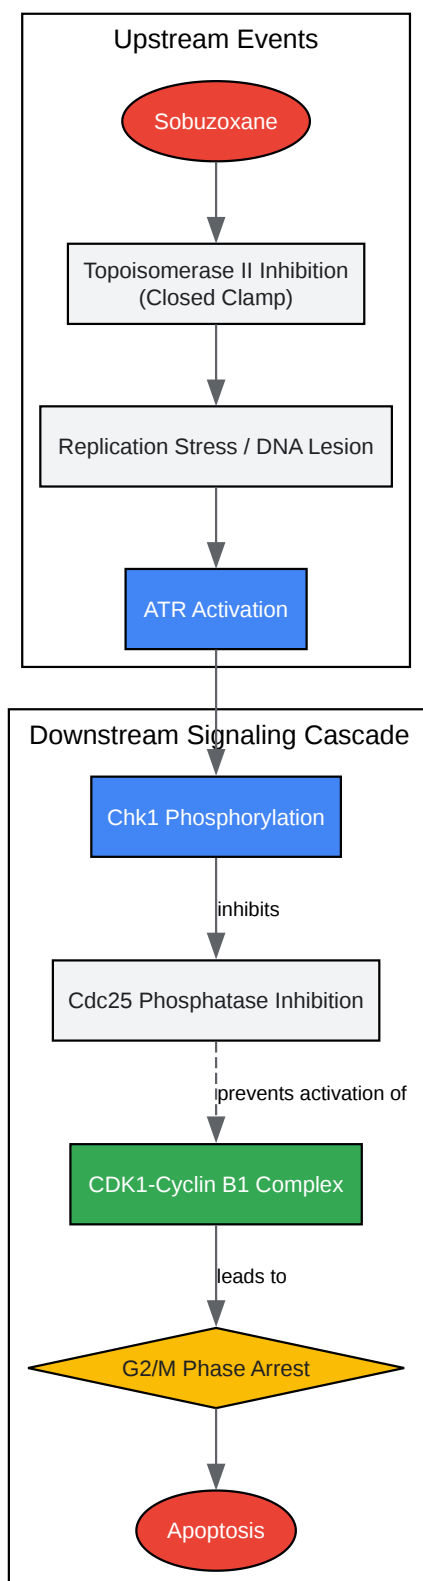 Upstream Events
Sobuzoxane
Topoisomerase II Inhibition
(Closed Clamp)
Replication Stress / DNA Lesion
ATR Activation
Downstream Signaling Cascade
Chk1 Phosphorylation
inhibits
Cdc25 Phosphatase Inhibition
prevents activation of
CDK1-Cyclin B1 Complex
leads to
G2/M Phase Arrest
Apoptosis